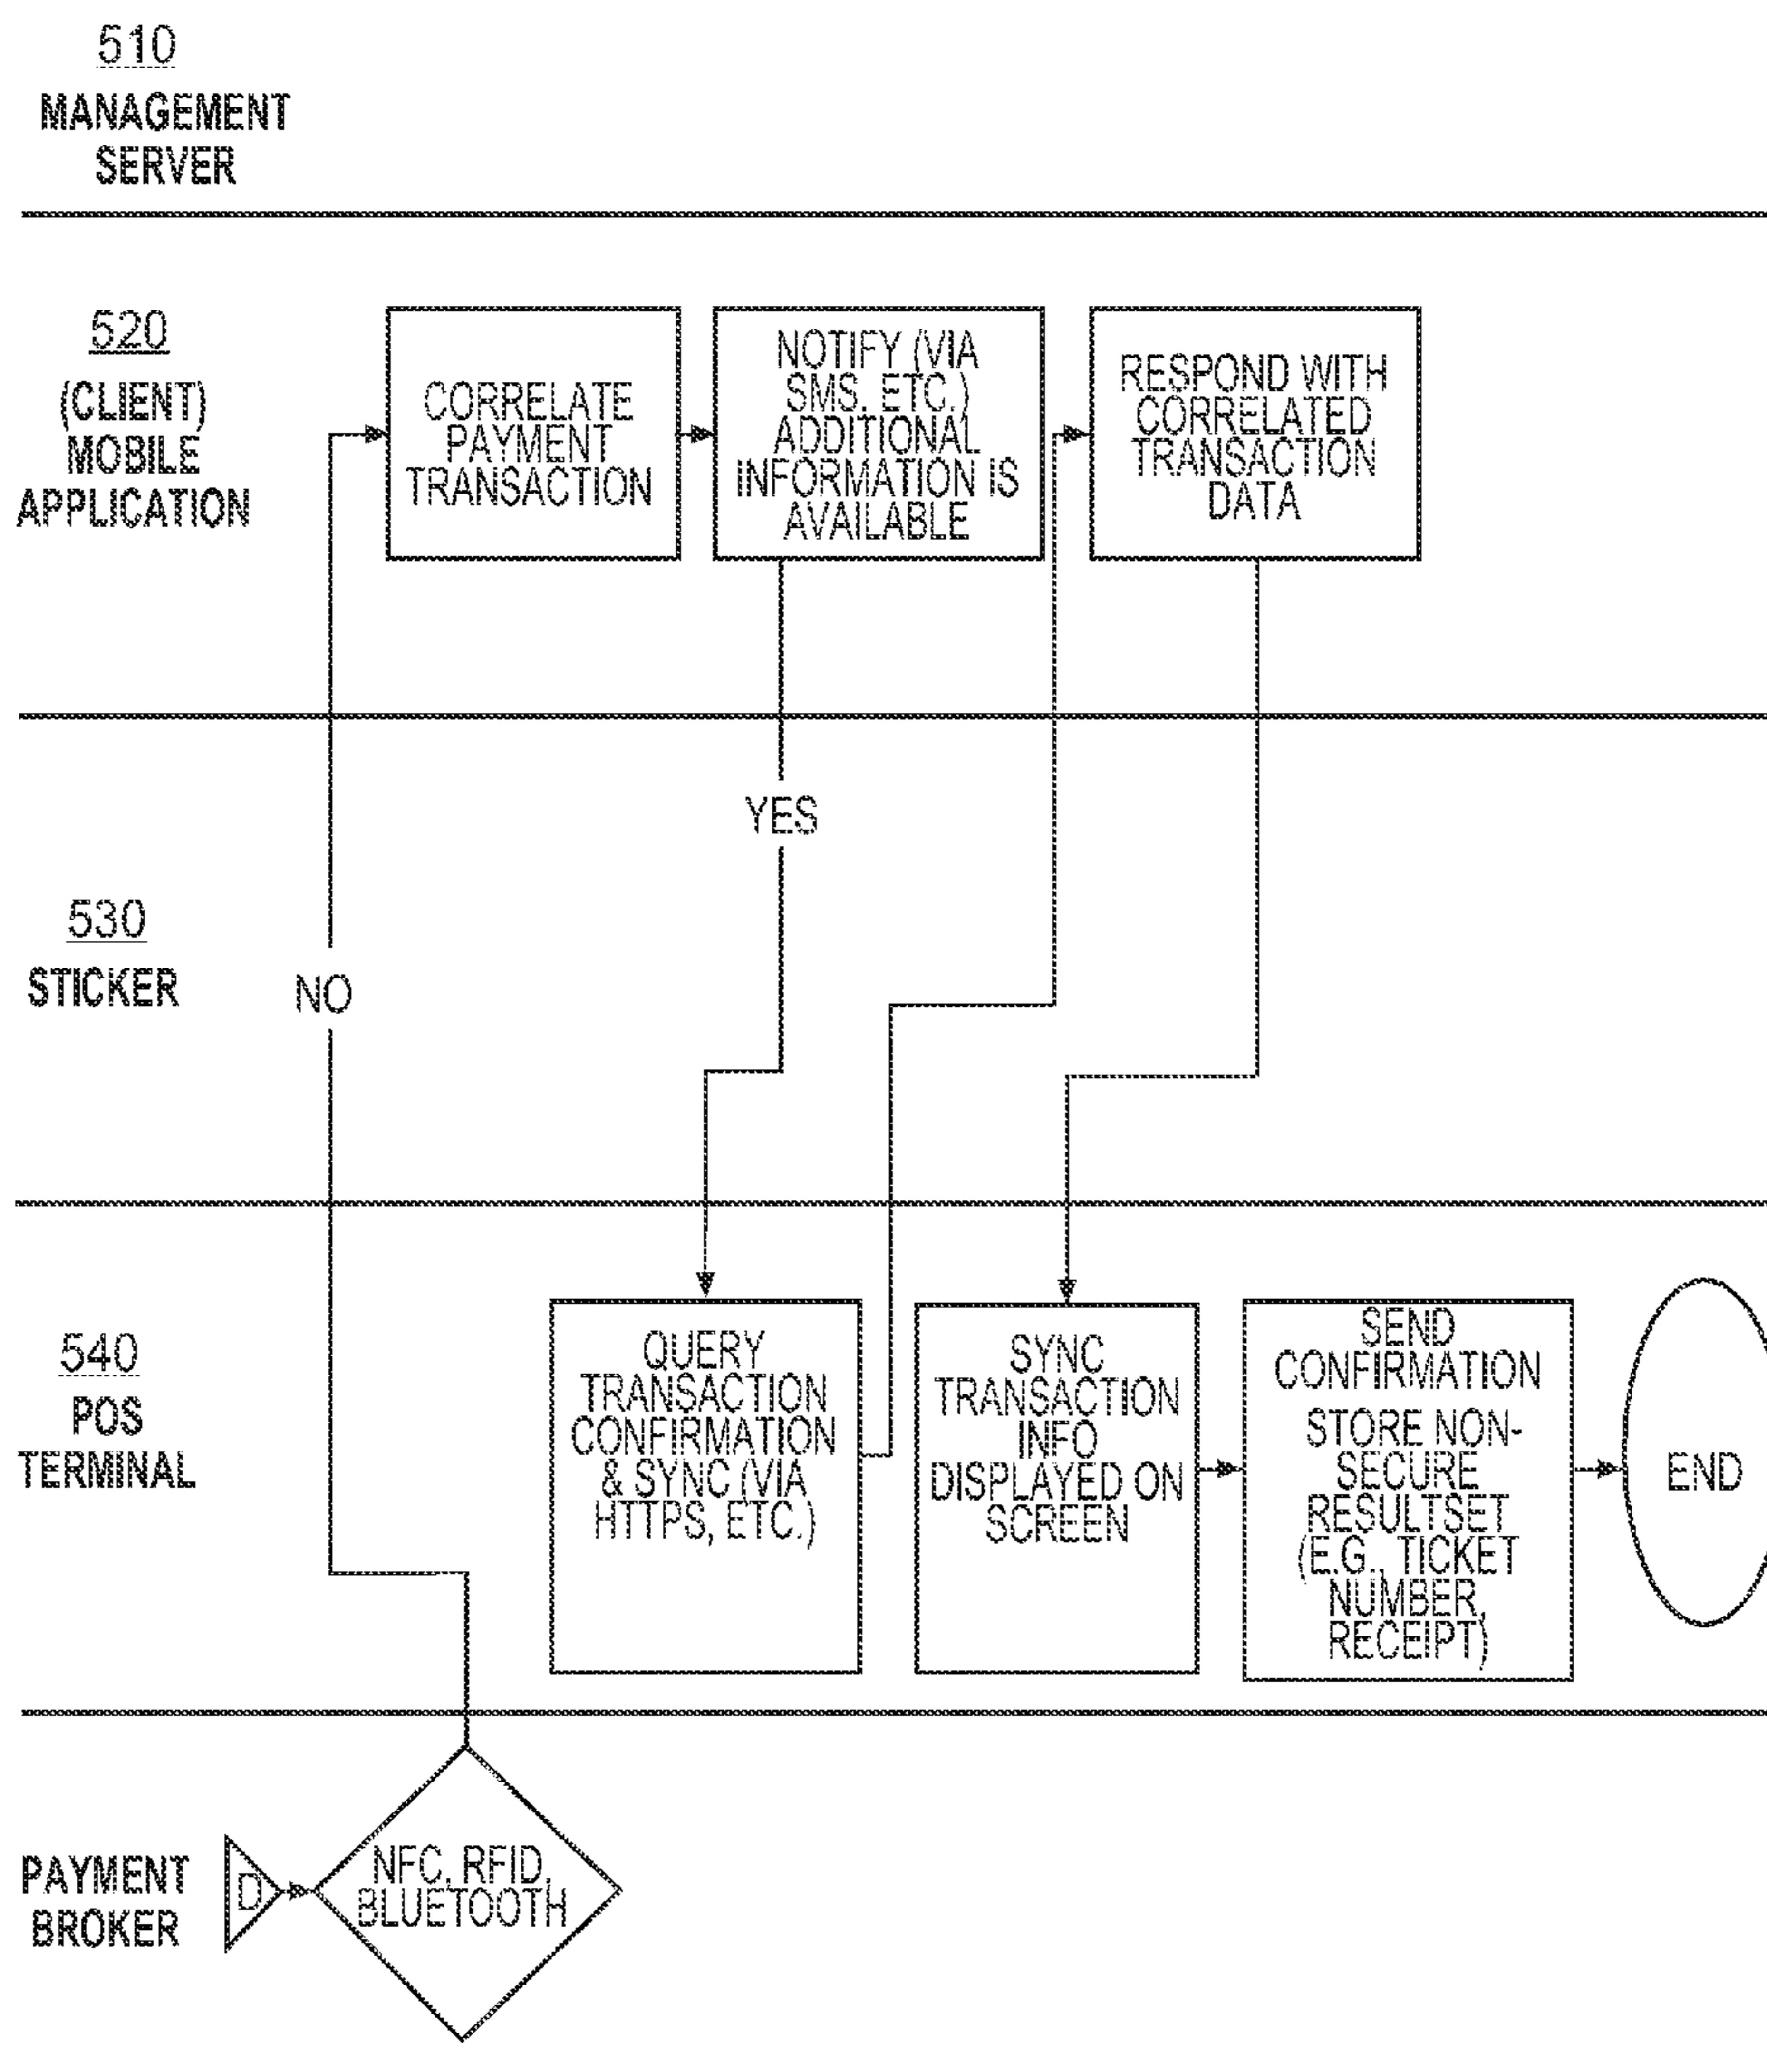 510
MANAGEMENT
SERVER
520
(CLIENT)
MOBILE
APPLICATION
CORRELATE
PAYMENT
TRANSACTION
NOTIFY (VIA
SMS, ETC.)
ADDITIONAL
INFORMATION IS
AVAILABLE
RESPOND WITH
CORRELATED
TRANSACTION
DATA
YES
530
STICKER
NO
540
POS
TERMINAL
QUERY
TRANSACTION
CONFIRMATION
& SYNC (VIA
HTTPS, ETC.)
SYNC
TRANSACTION
INFO
DISPLAYED ON
SCREEN
SEND
CONFIRMATION
STORE NON-
SECURE
RESULTSET
(E.G., TICKET
NUMBER,
RECEIPT)
END
PAYMENT
BROKER
D
NFC, RFID,
BLUETOOTH